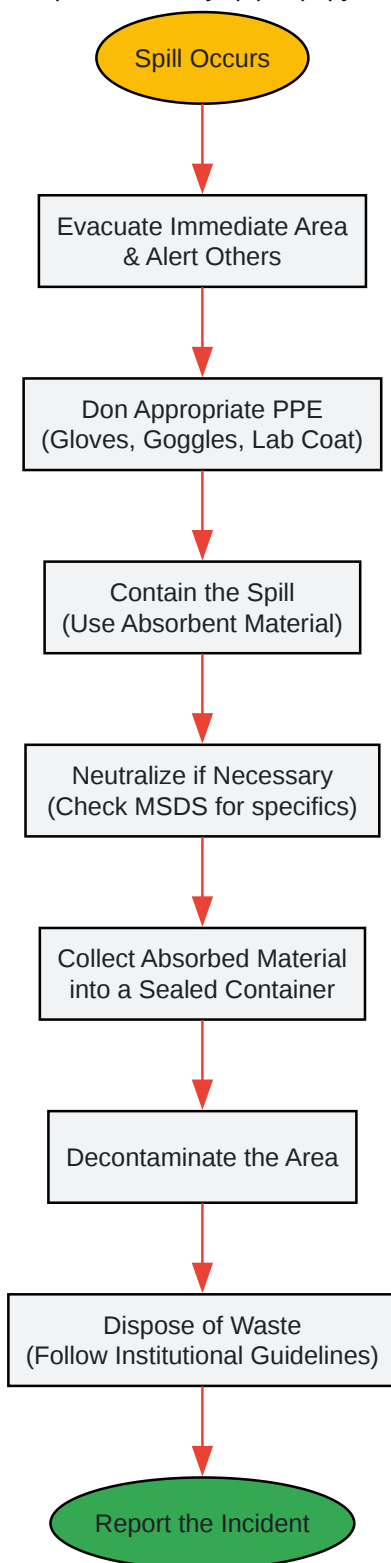 Spill Occurs
Evacuate Immediate Area
& Alert Others
Don Appropriate PPE
(Gloves, Goggles, Lab Coat)
Contain the Spill
(Use Absorbent Material)
Neutralize if Necessary
(Check MSDS for specifics)
Collect Absorbed Material
into a Sealed Container
Decontaminate the Area
Dispose of Waste
(Follow Institutional Guidelines)
Report the Incident